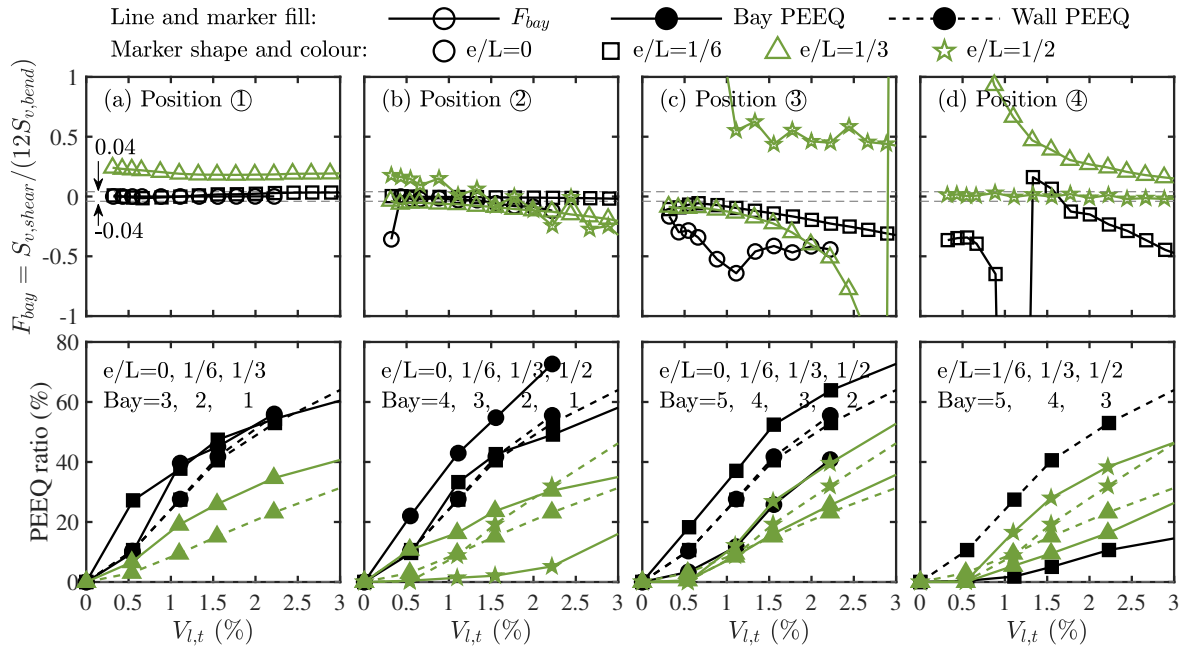 Line and marker fill: F_bay Bay PEEQ Wall PEEQ
Marker shape and colour: e/L=0 e/L=1/6 e/L=1/3 e/L=1/2
F_bay = S_v,shear/(12S_v,bend)
1
0.5
0
-0.5
-1
(a) Position ①
0.04
-0.04
(b) Position ②
(c) Position ③
(d) Position ④
PEEQ ratio (%)
80
60
40
20
0
e/L=0, 1/6, 1/3
Bay=3, 2, 1
0 0.5 1 1.5 2 2.5 3
V_l,t (%)
e/L=0, 1/6, 1/3, 1/2
Bay=4, 3, 2, 1
0 0.5 1 1.5 2 2.5 3
V_l,t (%)
e/L=0, 1/6, 1/3, 1/2
Bay=5, 4, 3, 2
0 0.5 1 1.5 2 2.5 3
V_l,t (%)
e/L=1/6, 1/3, 1/2
Bay=5, 4, 3
0 0.5 1 1.5 2 2.5 3
V_l,t (%)